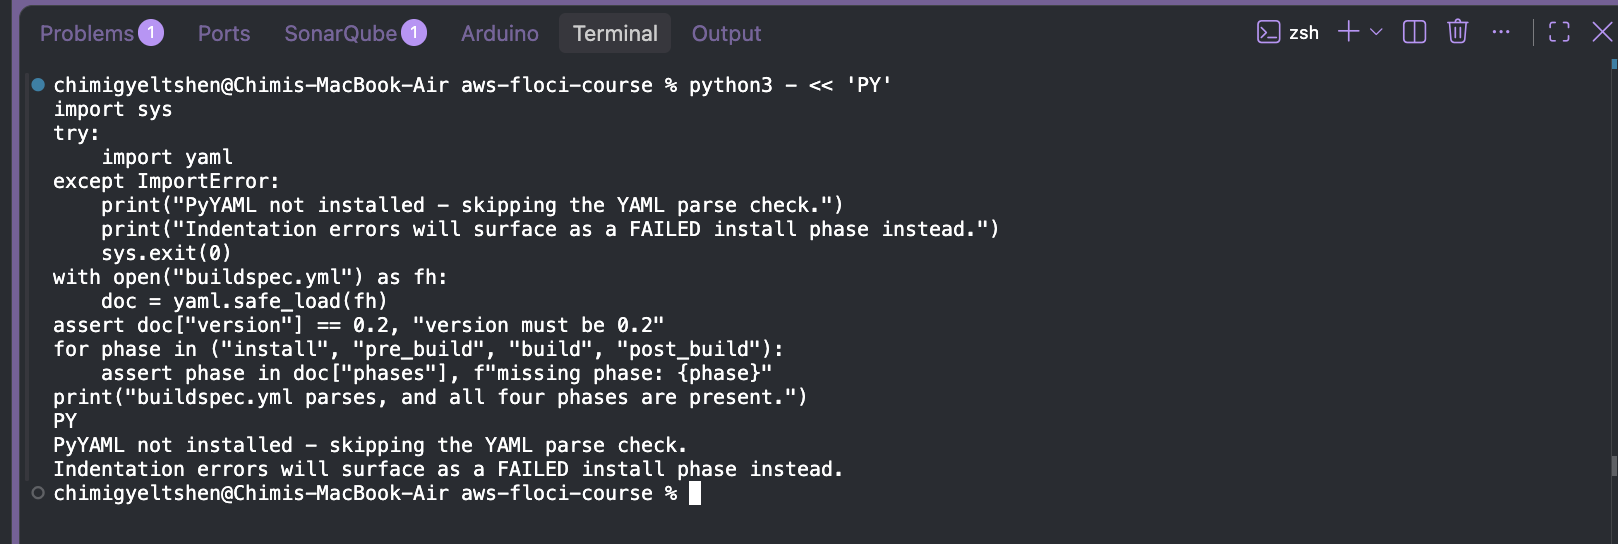 Problems 1 Ports SonarQube 1 Arduino Terminal Output zsh
chimigyeltshen@Chimis-MacBook-Air aws-floci-course % python3 - << 'PY'
import sys
try:
    import yaml
except ImportError:
    print("PyYAML not installed - skipping the YAML parse check.")
    print("Indentation errors will surface as a FAILED install phase instead.")
    sys.exit(0)
with open("buildspec.yml") as fh:
    doc = yaml.safe_load(fh)
assert doc["version"] == 0.2, "version must be 0.2"
for phase in ("install", "pre_build", "build", "post_build"):
    assert phase in doc["phases"], f"missing phase: {phase}"
print("buildspec.yml parses, and all four phases are present.")
PY
PyYAML not installed - skipping the YAML parse check.
Indentation errors will surface as a FAILED install phase instead.
chimigyeltshen@Chimis-MacBook-Air aws-floci-course %